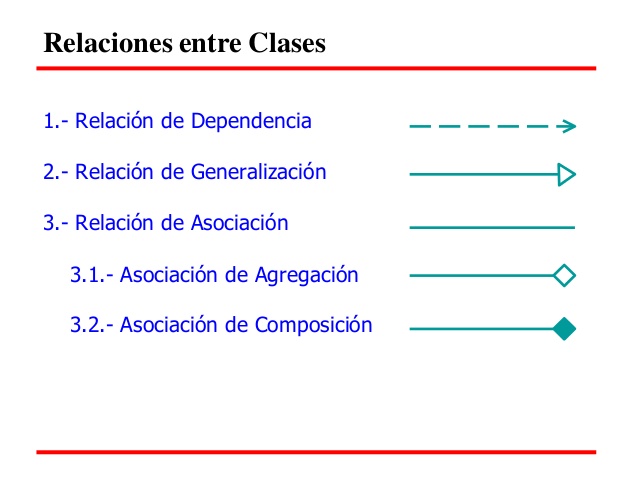 Relaciones entre Clases
1.- Relación de Dependencia
2.- Relación de Generalización
3.- Relación de Asociación
3.1.- Asociación de Agregación
3.2.- Asociación de Composición